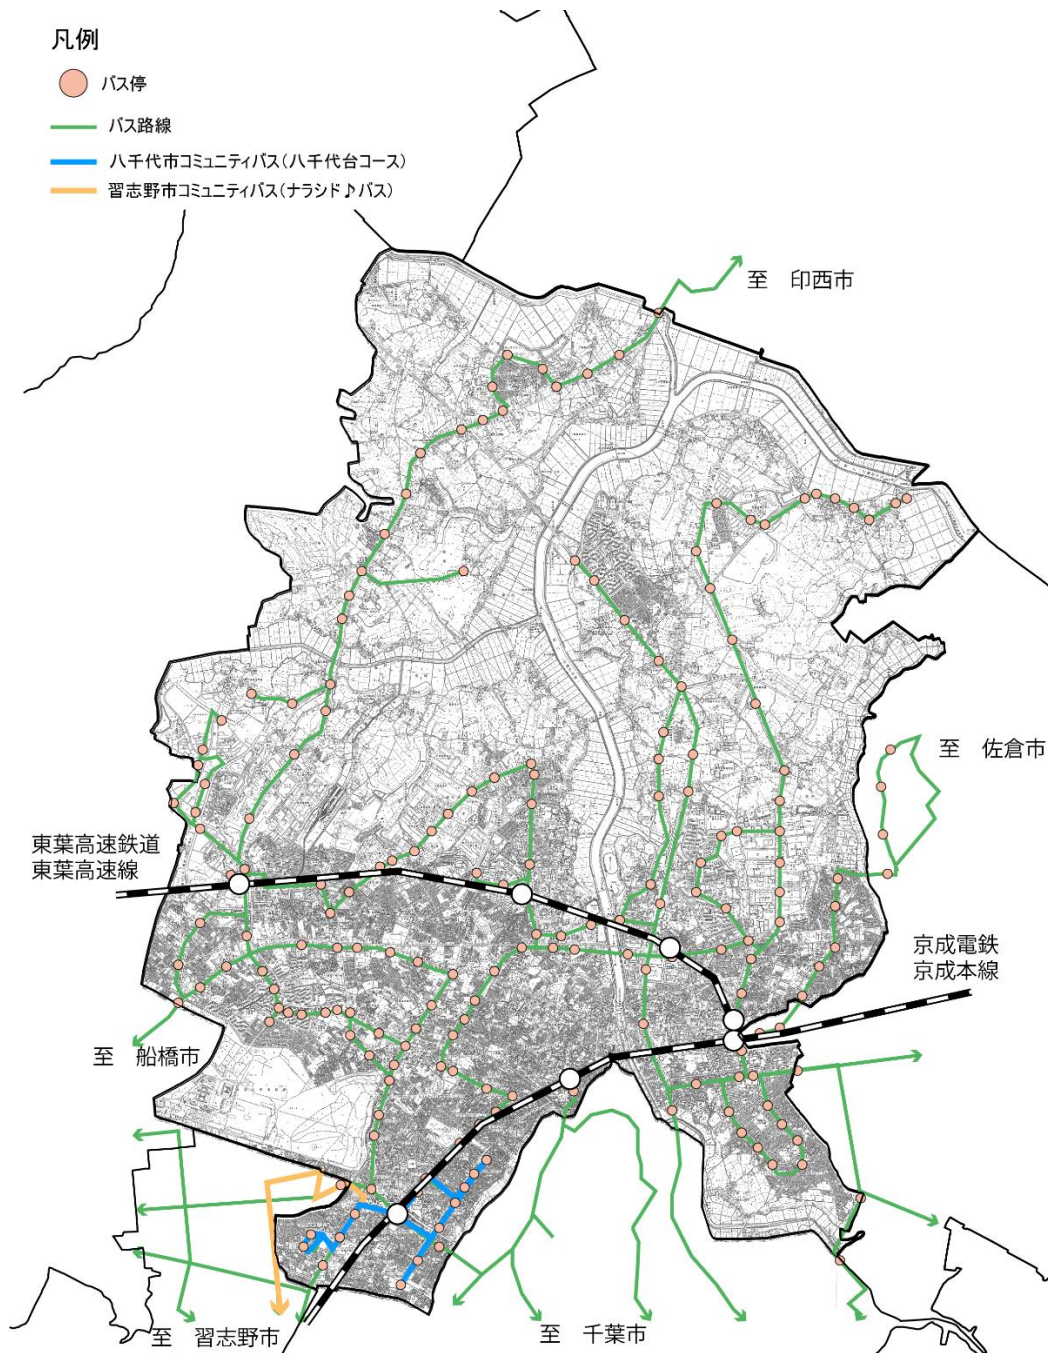 凡例
バス停
バス路線
八千代市コミュニティバス(八千代台コース)
習志野市コミュニティバス(ナラシド♪バス)
至 印西市
至 佐倉市
東葉高速鉄道
東葉高速線
京成電鉄
京成本線
至 船橋市
至 習志野市
至 千葉市